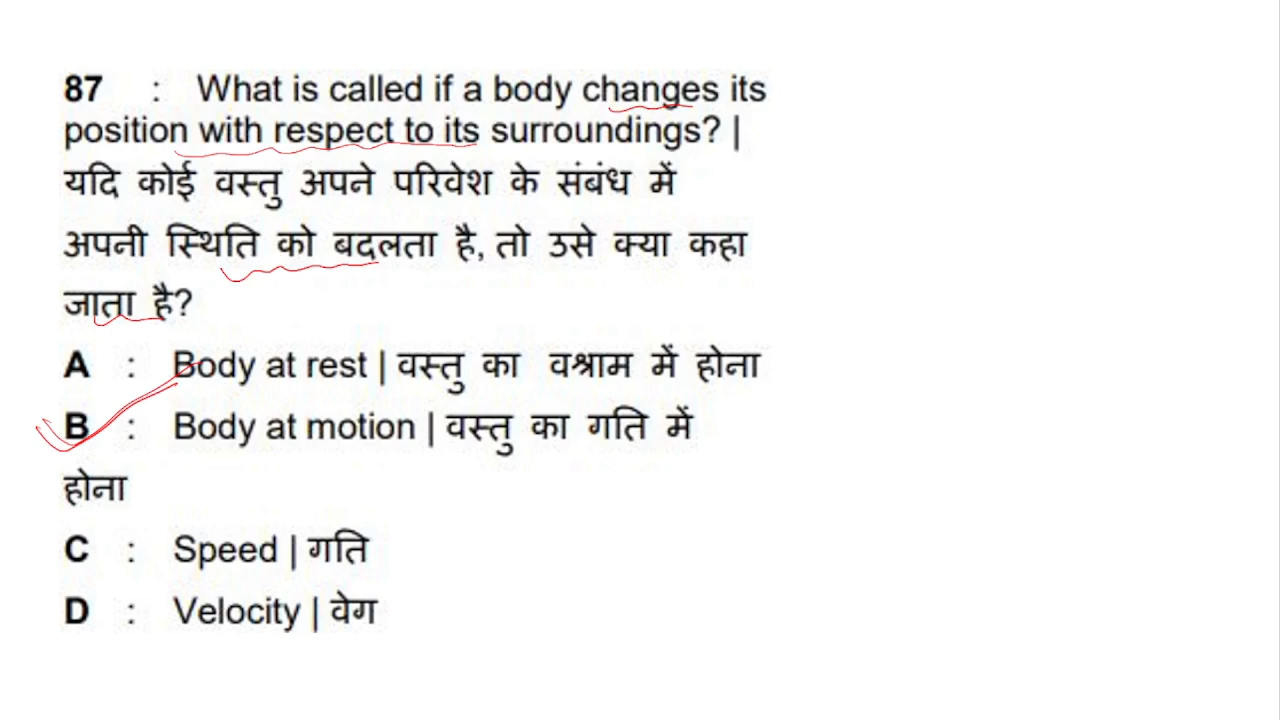 87 : What is called if a body changes its
position with respect to its surroundings? |
यदि कोई वस्तु अपने परिवेश के संबंध में
अपनी स्थिति को बदलता है, तो उसे क्या कहा
जाता है?
A : Body at rest | वस्तु का वश्राम में होना
B : Body at motion | वस्तु का गति में
होना
C : Speed | गति
D : Velocity | वेग